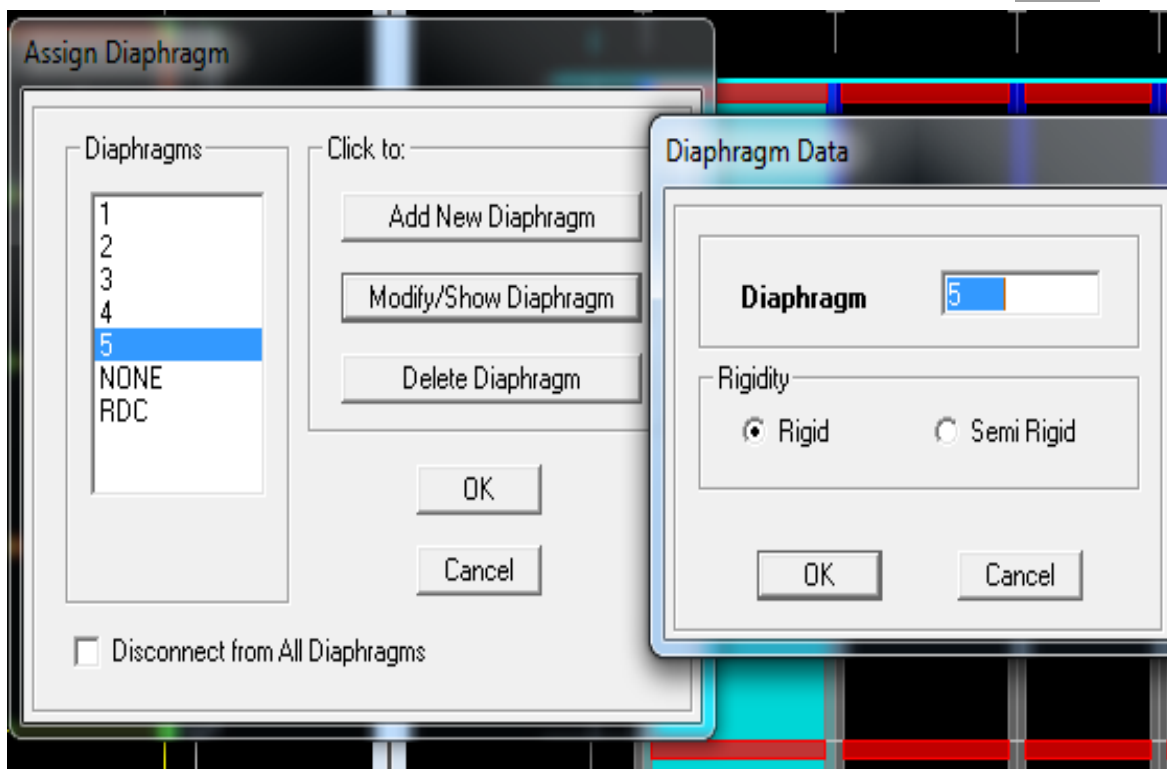 Assign Diaphragm
Diaphragms
1
2
3
4
5
NONE
RDC
Click to:
Add New Diaphragm
Modify/Show Diaphragm
Delete Diaphragm
OK
Cancel
Disconnect from All Diaphragms
Diaphragm Data
Diaphragm 5
Rigidity
Rigid Semi Rigid
OK Cancel